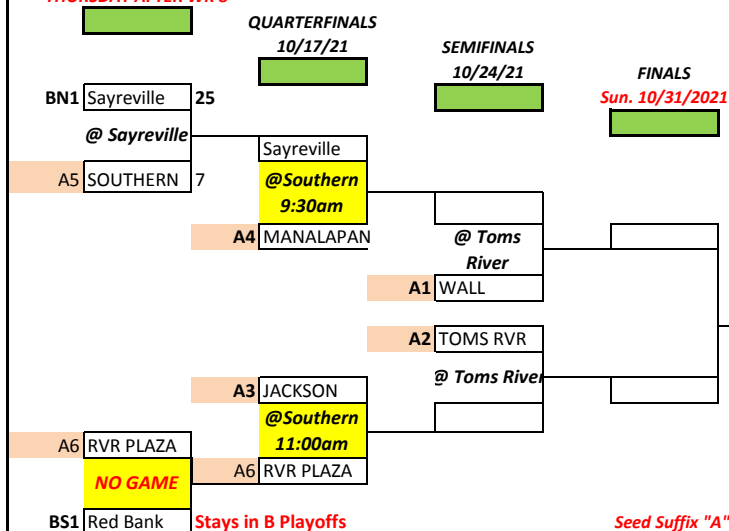 THURSDAY AFTER WK 8
QUARTERFINALS
10/17/21
SEMIFINALS
10/24/21
FINALS
Sun. 10/31/2021
BN1 Sayreville 25
@ Sayreville
Sayreville
A5 SOUTHERN 7
@Southern
9:30am
A4 MANALAPAN
@ Toms
River
A1 WALL
A2 TOMS RVR
@ Toms River
A3 JACKSON
@Southern
11:00am
A6 RVR PLAZA
A6 RVR PLAZA
NO GAME
BS1 Red Bank Stays in B Playoffs
Seed Suffix "A"